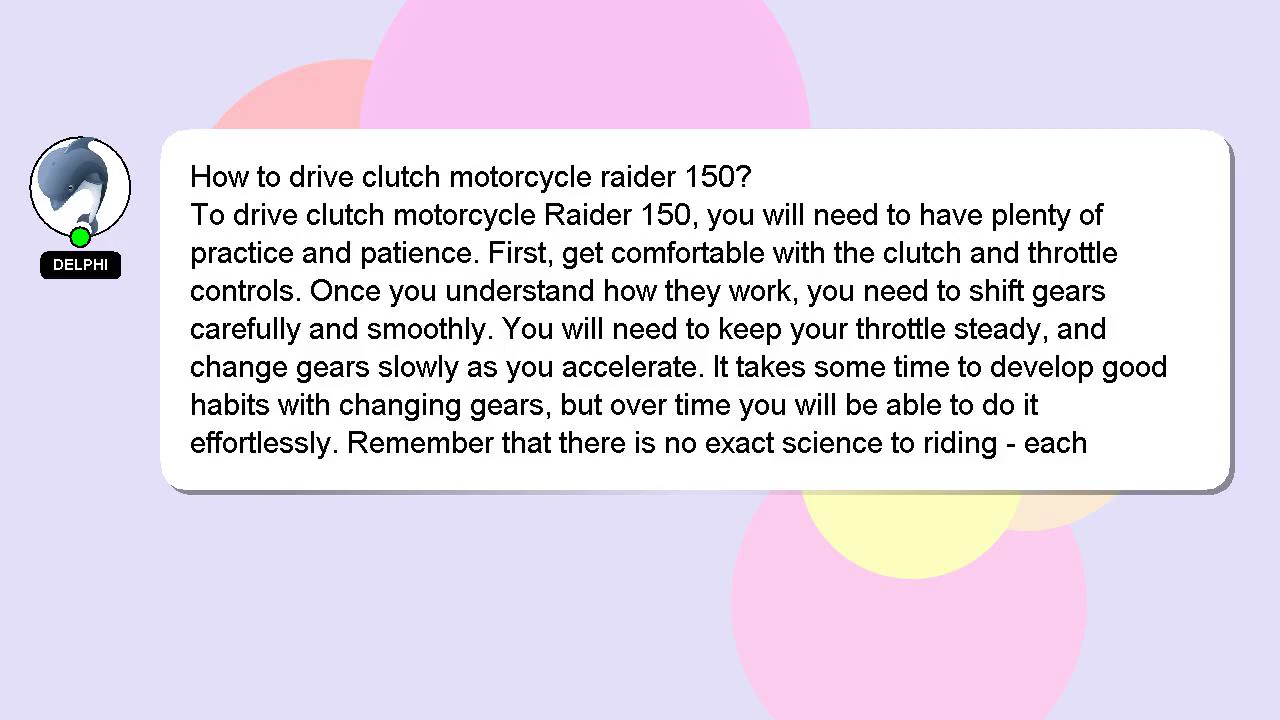 How to drive clutch motorcycle raider 150?
To drive clutch motorcycle Raider 150, you will need to have plenty of
practice and patience. First, get comfortable with the clutch and throttle
controls. Once you understand how they work, you need to shift gears
carefully and smoothly. You will need to keep your throttle steady, and
change gears slowly as you accelerate. It takes some time to develop good
habits with changing gears, but over time you will be able to do it
effortlessly. Remember that there is no exact science to riding - each
DELPHI